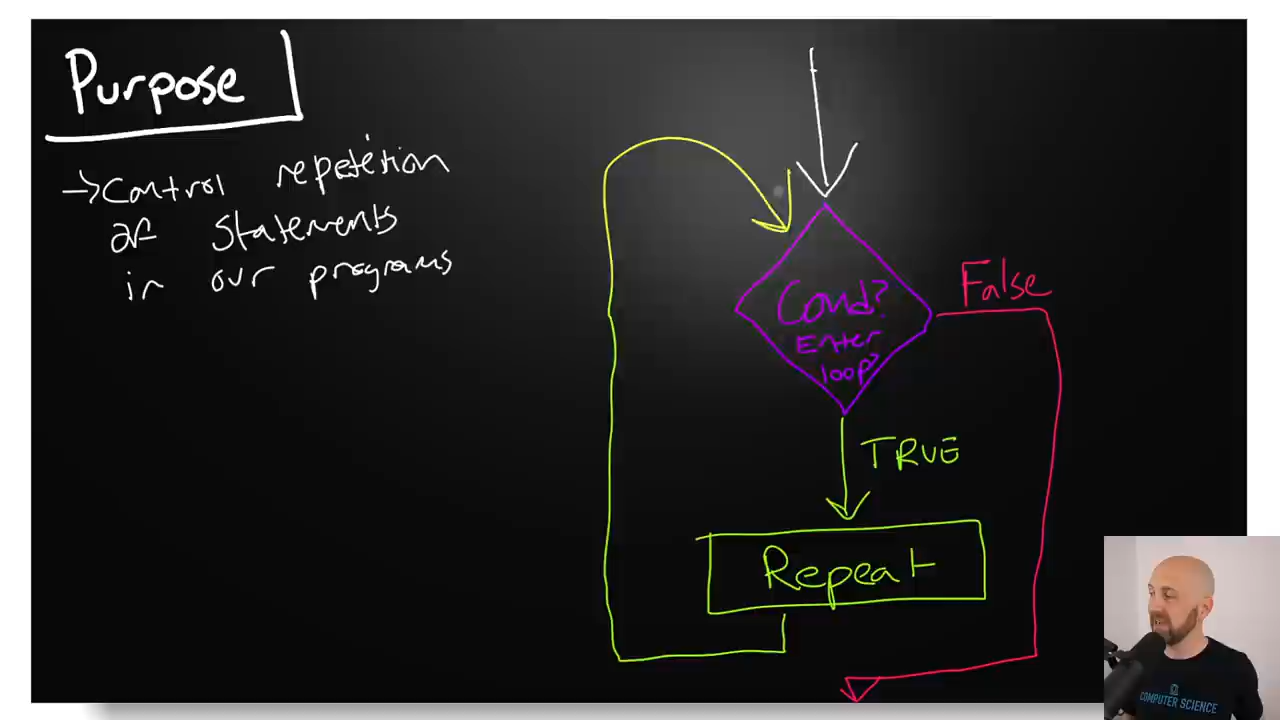 Purpose
→ Control repetition
of statements
in our programs
Cond?
Enter
loop?
False
TRUE
Repeat
COMPUTER SCIENCE